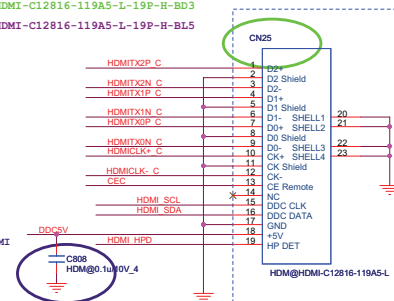 HDMI-C12816-119A5-L-19P-H-BD3
HDMI-C12816-119A5-L-19P-H-BL5
CN25
HDMITX2P_C 1 D2+
2 D2 Shield
HDMITX2N_C 3 D2-
HDMITX1P_C 4 D1+
5 D1 Shield
HDMITX1N_C 6 D1- SHELL1 20
HDMITX0P_C 7 D0+ SHELL2 21
8 D0 Shield
HDMITX0N_C 9 D0- SHELL3 22
HDMICLK+_C 10 CK+ SHELL4 23
11 CK Shield
HDMICLK-_C 12 CK-
CEC 13 CE Remote
14 NC
HDMI_SCL 15 DDC CLK
HDMI_SDA 16 DDC DATA
17 GND
DDC5V 18 +5V
MI HDMI_HPD 19 HP DET
C808
HDM@0.1u/10V_4
HDM@HDMI-C12816-119A5-L